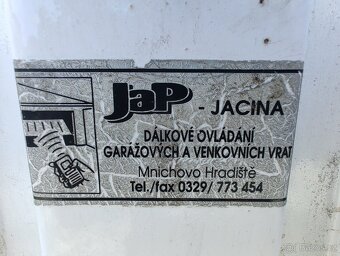 JaP - JACINA
DÁLKOVÉ OVLÁDÁNÍ
GARÁŽOVÝCH A VENKOVNÍCH VRAT
Mnichovo Hradiště
Tel./fax 0329/ 773 454